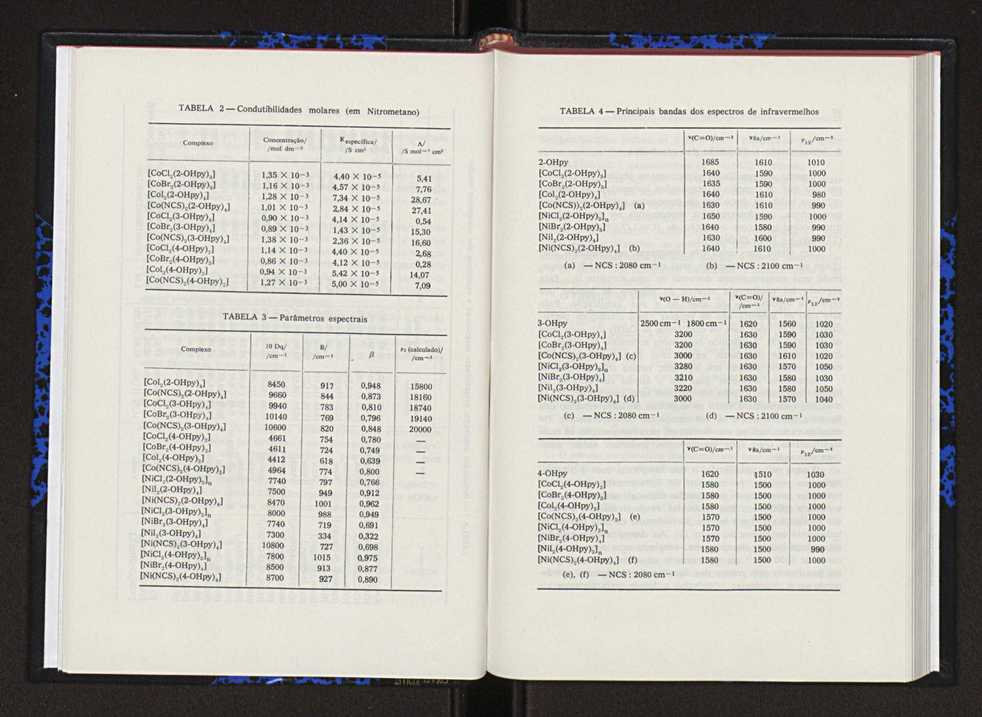 TABELA 2 — Condutibilidades molares (em Nitrometano)
Complexo Concentração/ K específica/ Λ/
/mol dm⁻³ /S cm² /S mol⁻¹ cm²
[CoCl₂(2-OHpy)₂] 1,35 × 10⁻³ 4,40 × 10⁻⁵ 5,41
[CoBr₂(2-OHpy)₂] 1,16 × 10⁻³ 4,57 × 10⁻⁵ 7,76
[CoI₂(2-OHpy)₄] 1,28 × 10⁻³ 7,34 × 10⁻⁵ 28,67
[Co(NCS)₂(2-OHpy)₄] 1,01 × 10⁻³ 2,84 × 10⁻⁵ 27,41
[CoCl₂(3-OHpy)₄] 0,90 × 10⁻³ 4,14 × 10⁻⁵ 0,54
[CoBr₂(3-OHpy)₄] 0,89 × 10⁻³ 1,43 × 10⁻⁵ 15,30
[Co(NCS)₂(3-OHpy)₄] 1,38 × 10⁻³ 2,36 × 10⁻⁵ 16,60
[CoCl₂(4-OHpy)₂] 1,14 × 10⁻³ 4,40 × 10⁻⁵ 2,68
[CoBr₂(4-OHpy)₂] 0,86 × 10⁻³ 4,12 × 10⁻⁵ 0,28
[CoI₂(4-OHpy)₂] 0,94 × 10⁻³ 5,42 × 10⁻⁵ 14,07
[Co(NCS)₂(4-OHpy)₂] 1,27 × 10⁻³ 5,00 × 10⁻⁵ 7,09
TABELA 3 — Parâmetros espectrais
Complexo 10 Dq/ B/ β ν₂ (calculado)/
/cm⁻¹ /cm⁻¹ /cm⁻¹
[CoI₂(2-OHpy)₄] 8450 917 0,948 15800
[Co(NCS)₂(2-OHpy)₄] 9660 844 0,873 18160
[CoCl₂(3-OHpy)₄] 9940 783 0,810 18740
[CoBr₂(3-OHpy)₄] 10140 769 0,796 19140
[Co(NCS)₂(3-OHpy)₄] 10600 820 0,848 20000
[CoCl₂(4-OHpy)₂] 4661 754 0,780 —
[CoBr₂(4-OHpy)₂] 4611 724 0,749 —
[CoI₂(4-OHpy)₂] 4412 618 0,639 —
[Co(NCS)₂(4-OHpy)₂] 4964 774 0,800 —
[NiCl₂(2-OHpy)₂]n 7740 797 0,766
[NiI₂(2-OHpy)₄] 7500 949 0,912
[Ni(NCS)₂(2-OHpy)₄] 8470 1001 0,962
[NiCl₂(3-OHpy)₂]n 8000 988 0,949
[NiBr₂(3-OHpy)₄] 7740 719 0,691
[NiI₂(3-OHpy)₄] 7300 334 0,322
[Ni(NCS)₂(3-OHpy)₄] 10800 727 0,698
[NiCl₂(4-OHpy)₂]n 7800 1015 0,975
[NiBr₂(4-OHpy)₄] 8500 913 0,877
[Ni(NCS)₂(4-OHpy)₄] 8700 927 0,890
TABELA 4 — Principais bandas dos espectros de infravermelhos
ν(C=O)/cm⁻¹ ν8a/cm⁻¹ ν₁₂/cm⁻¹
2-OHpy 1685 1610 1010
[CoCl₂(2-OHpy)₂] 1640 1590 1000
[CoBr₂(2-OHpy)₂] 1635 1590 1000
[CoI₂(2-OHpy)₄] 1640 1610 980
[Co(NCS)₂(2-OHpy)₄] (a) 1630 1610 990
[NiCl₂(2-OHpy)₂]n 1650 1590 1000
[NiBr₂(2-OHpy)₂] 1640 1580 990
[NiI₂(2-OHpy)₄] 1630 1600 990
[Ni(NCS)₂(2-OHpy)₄] (b) 1640 1610 1000
(a) — NCS : 2080 cm⁻¹ (b) — NCS : 2100 cm⁻¹
ν(O — H)/cm⁻¹ ν(C=O)/ ν8a/cm⁻¹ ν₁₂/cm⁻¹
/cm⁻¹
3-OHpy 2500 cm⁻¹ 1800 cm⁻¹ 1620 1560 1020
[CoCl₂(3-OHpy)₄] 3200 1630 1590 1030
[CoBr₂(3-OHpy)₄] 3200 1630 1590 1030
[Co(NCS)₂(3-OHpy)₄] (c) 3000 1630 1610 1020
[NiCl₂(3-OHpy)₂]n 3280 1630 1570 1050
[NiBr₂(3-OHpy)₄] 3210 1630 1580 1030
[NiI₂(3-OHpy)₄] 3220 1630 1580 1050
[Ni(NCS)₂(3-OHpy)₄] (d) 3000 1630 1570 1040
(c) — NCS : 2080 cm⁻¹ (d) — NCS : 2100 cm⁻¹
ν(C=O)/cm⁻¹ ν8a/cm⁻¹ ν₁₂/cm⁻¹
4-OHpy 1620 1510 1030
[CoCl₂(4-OHpy)₂] 1580 1500 1000
[CoBr₂(4-OHpy)₂] 1580 1500 1000
[CoI₂(4-OHpy)₂] 1580 1500 1000
[Co(NCS)₂(4-OHpy)₂] (e) 1570 1500 1000
[NiCl₂(4-OHpy)₂]n 1570 1500 1000
[NiBr₂(4-OHpy)₄] 1570 1500 1000
[NiI₂(4-OHpy)₂]n 1580 1500 990
[Ni(NCS)₂(4-OHpy)₄] (f) 1580 1500 1000
(e), (f) — NCS : 2080 cm⁻¹